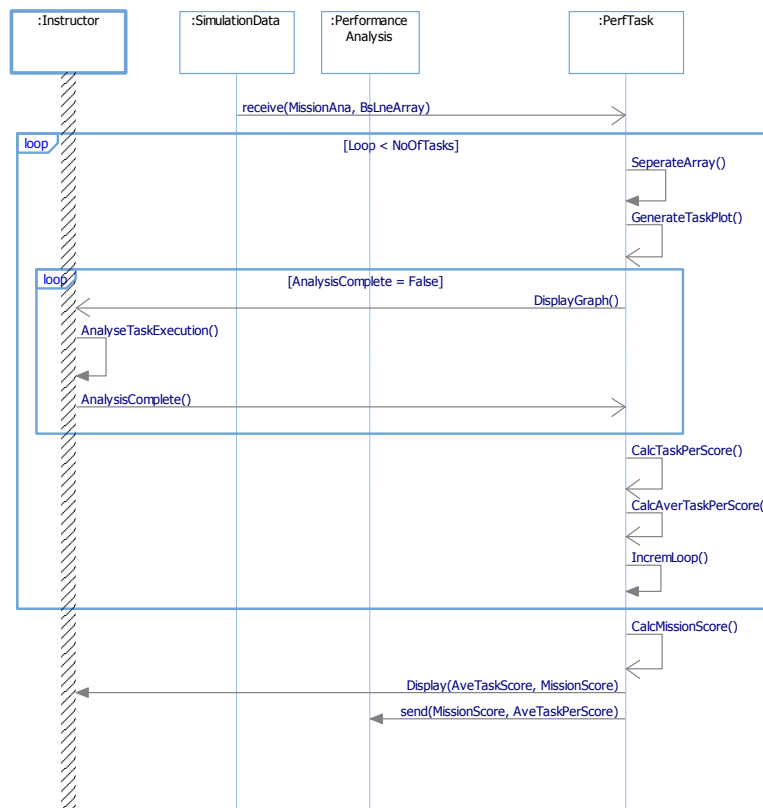 :Instructor
:SimulationData
:Performance
Analysis
:PerfTask
receive(MissionAna, BsLneArray)
loop
[Loop < NoOfTasks]
SeperateArray()
GenerateTaskPlot()
loop
[AnalysisComplete = False]
DisplayGraph()
AnalyseTaskExecution()
AnalysisComplete()
CalcTaskPerScore()
CalcAverTaskPerScore(
IncremLoop()
CalcMissionScore()
Display(AveTaskScore, MissionScore)
send(MissionScore, AveTaskPerScore)